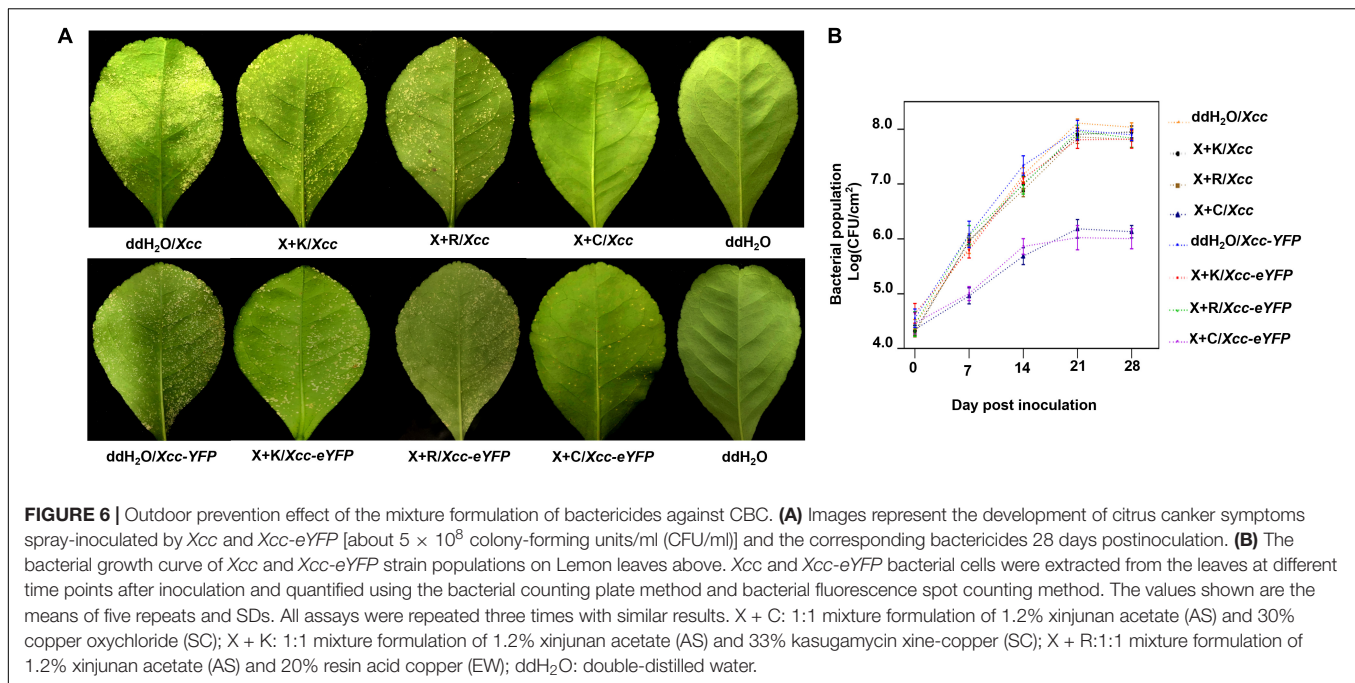 A
B
ddH₂O/Xcc X+K/Xcc X+R/Xcc X+C/Xcc ddH₂O
ddH₂O/Xcc-YFP X+K/Xcc-eYFP X+R/Xcc-eYFP X+C/Xcc-eYFP ddH₂O
Bacterial population
Log(CFU/cm²)
8.0
7.0
6.0
5.0
4.0
0 7 14 21 28
Day post inoculation
ddH₂O/Xcc
X+K/Xcc
X+R/Xcc
X+C/Xcc
ddH₂O/Xcc-YFP
X+K/Xcc-eYFP
X+R/Xcc-eYFP
X+C/Xcc-eYFP
FIGURE 6 | Outdoor prevention effect of the mixture formulation of bactericides against CBC. (A) Images represent the development of citrus canker symptoms
spray-inoculated by Xcc and Xcc-eYFP [about 5 × 10⁸ colony-forming units/ml (CFU/ml)] and the corresponding bactericides 28 days postinoculation. (B) The
bacterial growth curve of Xcc and Xcc-eYFP strain populations on Lemon leaves above. Xcc and Xcc-eYFP bacterial cells were extracted from the leaves at different
time points after inoculation and quantified using the bacterial counting plate method and bacterial fluorescence spot counting method. The values shown are the
means of five repeats and SDs. All assays were repeated three times with similar results. X + C: 1:1 mixture formulation of 1.2% xinjunan acetate (AS) and 30%
copper oxychloride (SC); X + K: 1:1 mixture formulation of 1.2% xinjunan acetate (AS) and 33% kasugamycin xine-copper (SC); X + R:1:1 mixture formulation of
1.2% xinjunan acetate (AS) and 20% resin acid copper (EW); ddH₂O: double-distilled water.